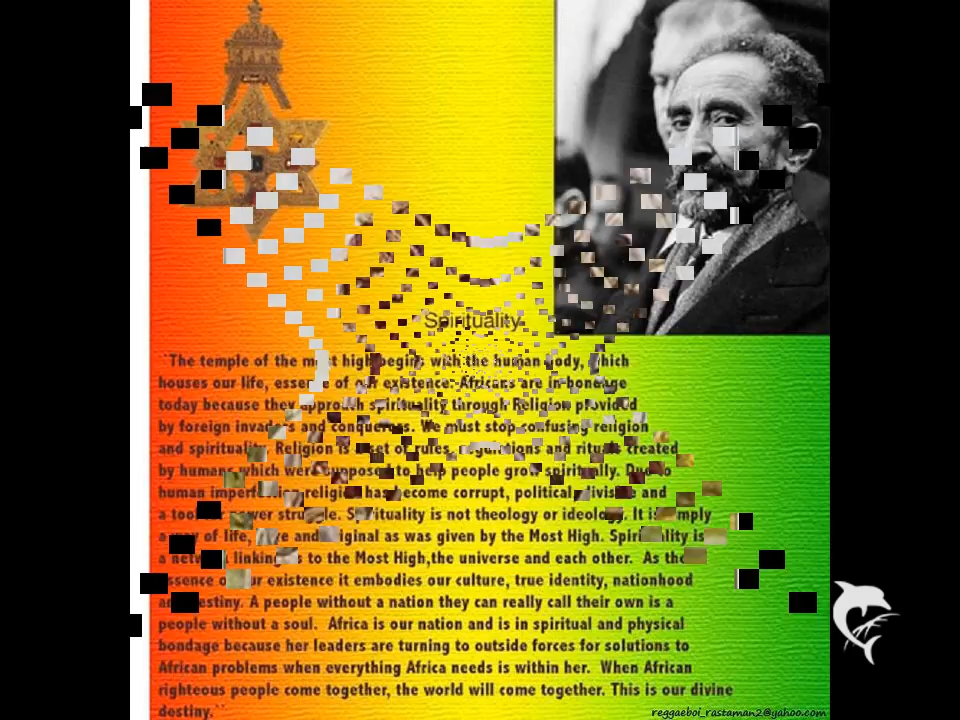 Spirituality
``The temple of the most high begins with the human body, which
houses our life, essence of our existence. Africans are in bondage
today because they approach spirituality through Religion provided
by foreign invaders and conquerors. We must stop confusing religion
and spirituality. Religion is a set of rules, regulations and rituals created
by humans which were supposed to help people grow spiritually. Due to
human imperfection religion has become corrupt, political, divisive and
a tool for power struggle. Spirituality is not theology or ideology. It is simply
a way of life, pure and original as was given by the Most High. Spirituality is
a network linking us to the Most High,the universe and each other. As the
essence of our existence it embodies our culture, true identity, nationhood
and destiny. A people without a nation they can really call their own is a
people without a soul. Africa is our nation and is in spiritual and physical
bondage because her leaders are turning to outside forces for solutions to
African problems when everything Africa needs is within her. When African
righteous people come together, the world will come together. This is our divine
destiny.``
reggaeboi_rastaman2@yahoo.com